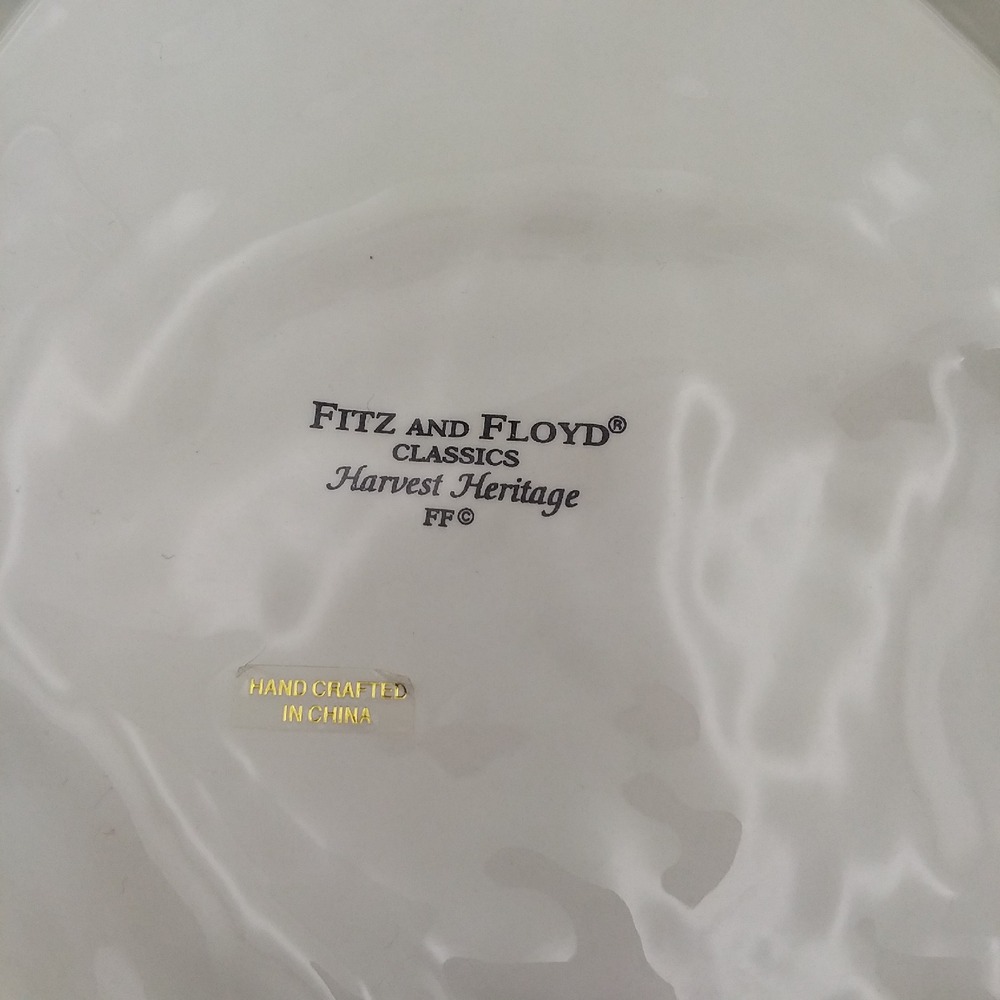 FITZ AND FLOYD®
CLASSICS
Harvest Heritage
FF©
HAND CRAFTED
IN CHINA